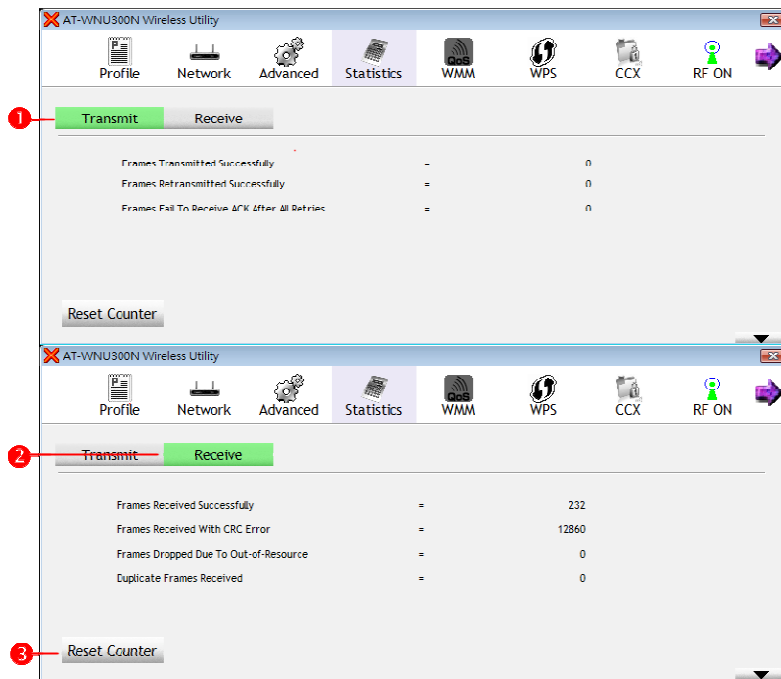 AT-WNU300N Wireless Utility
Profile Network Advanced Statistics QoS WMM WPS CCX RF ON
1 Transmit Receive
Frames Transmitted Successfully = 0
Frames Retransmitted Successfully = 0
Frames Fail To Receive ACK After All Retries = 0
Reset Counter
AT-WNU300N Wireless Utility
Profile Network Advanced Statistics QoS WMM WPS CCX RF ON
2 Transmit Receive
Frames Received Successfully = 232
Frames Received With CRC Error = 12860
Frames Dropped Due To Out-of-Resource = 0
Duplicate Frames Received = 0
3 Reset Counter